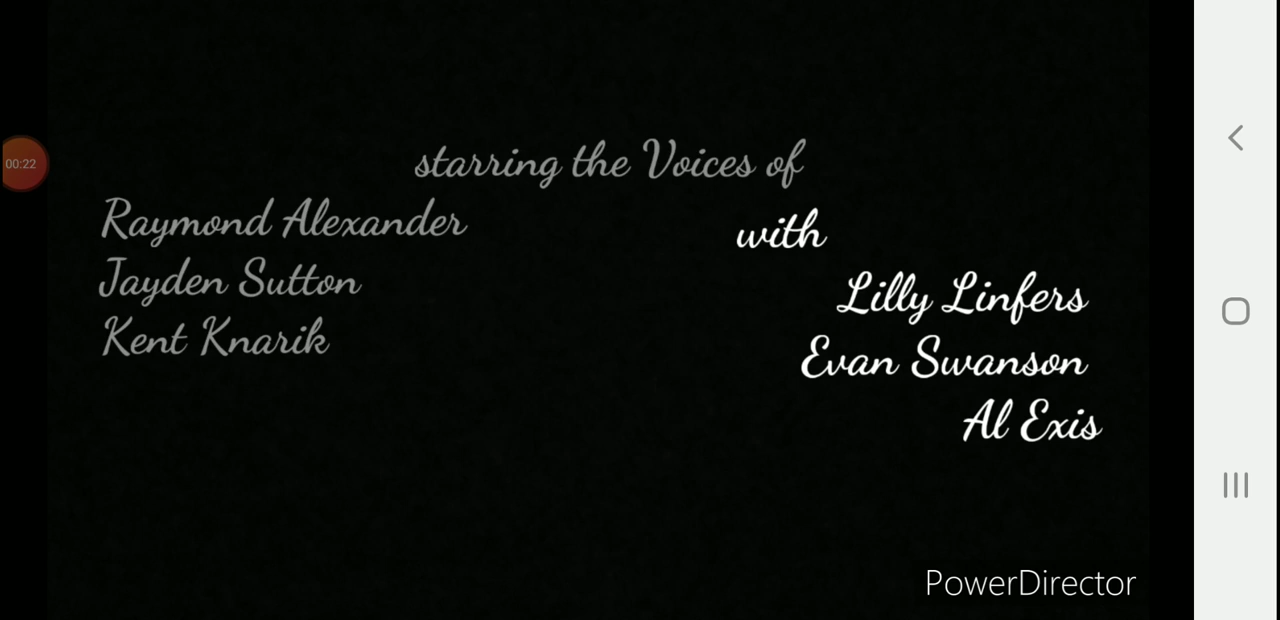 00:22
starring the Voices of
Raymond Alexander
Jayden Sutton
Kent Knarik
with
Lilly Linfers
Evan Swanson
Al Exis
PowerDirector